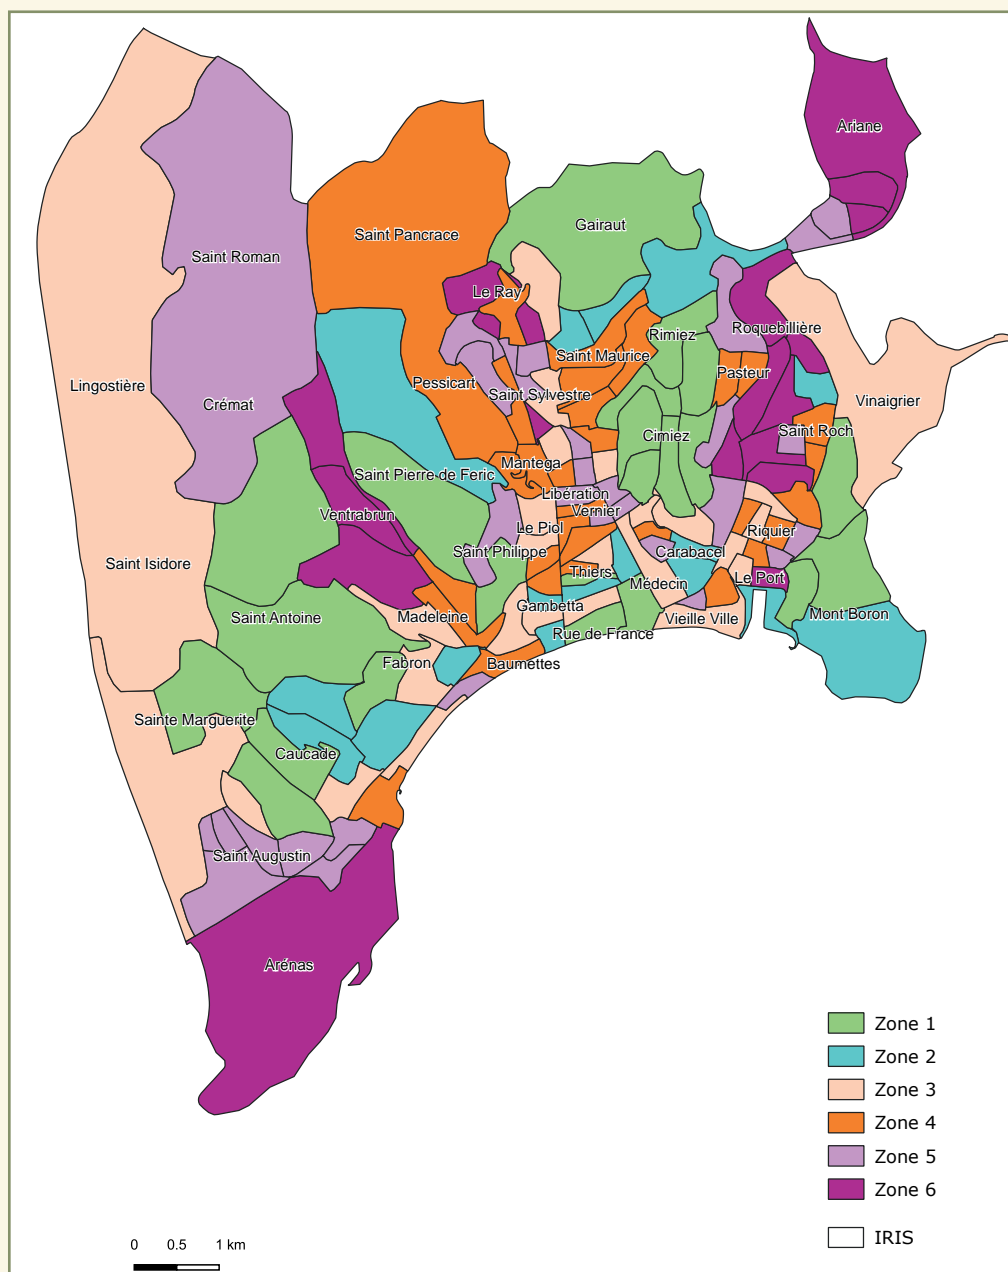 Ariane
Gairaut
Saint Pancrace
Saint Roman
Le Ray
Roquebillière
Rimiez
Saint Maurice
Pasteur
Lingostière
Pessicart
Saint Sylvestre
Vinaigrier
Crémat
Saint Roch
Cimiez
Mantega
Saint Pierre de Feric
Libération
Vernier
Ventrabrun
Le Piol
Riquier
Saint Philippe
Carabacel
Saint Isidore
Thiers
Le Port
Médecin
Gambetta
Mont Boron
Saint Antoine
Madeleine
Vieille Ville
Rue de France
Fabron
Baumettes
Sainte Marguerite
Caucade
Saint Augustin
Arénas
Zone 1
Zone 2
Zone 3
Zone 4
Zone 5
Zone 6
IRIS
0 0.5 1 km